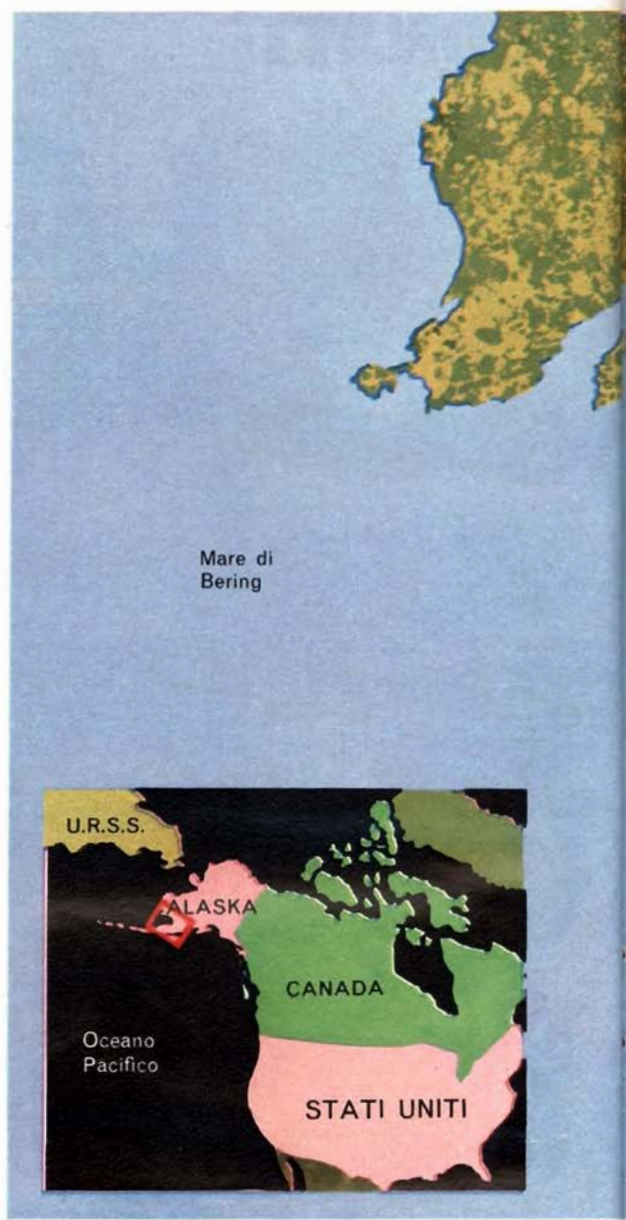 Mare di
Bering
U.R.S.S.
ALASKA
CANADA
Oceano
Pacifico
STATI UNITI